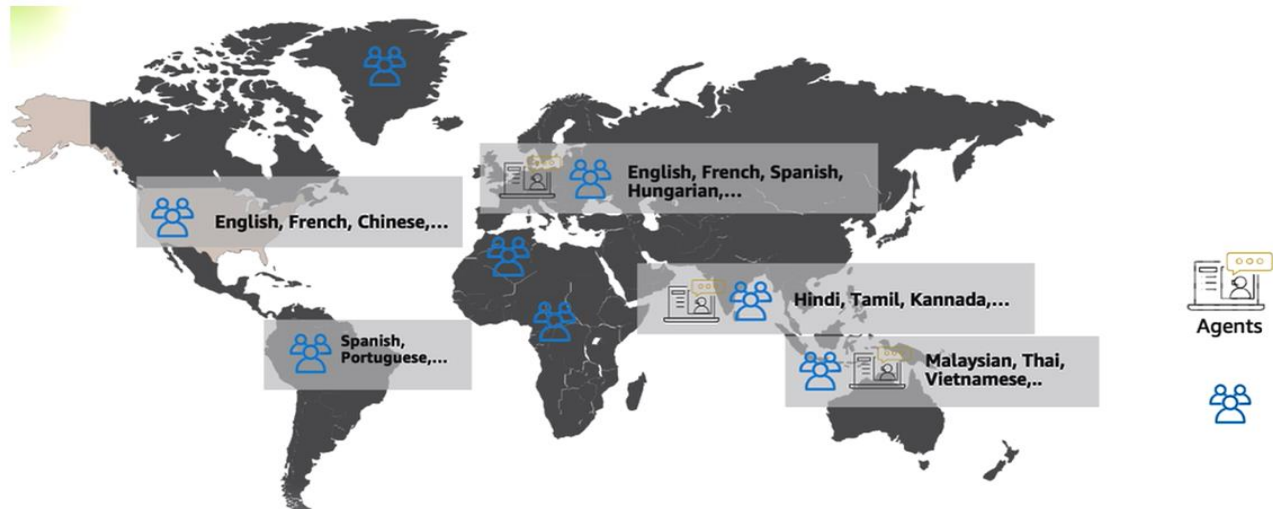 English, French, Spanish,
Hungarian,...
English, French, Chinese,...
Hindi, Tamil, Kannada,...
Spanish,
Portuguese,...
Malaysian, Thai,
Vietnamese,..
Agents